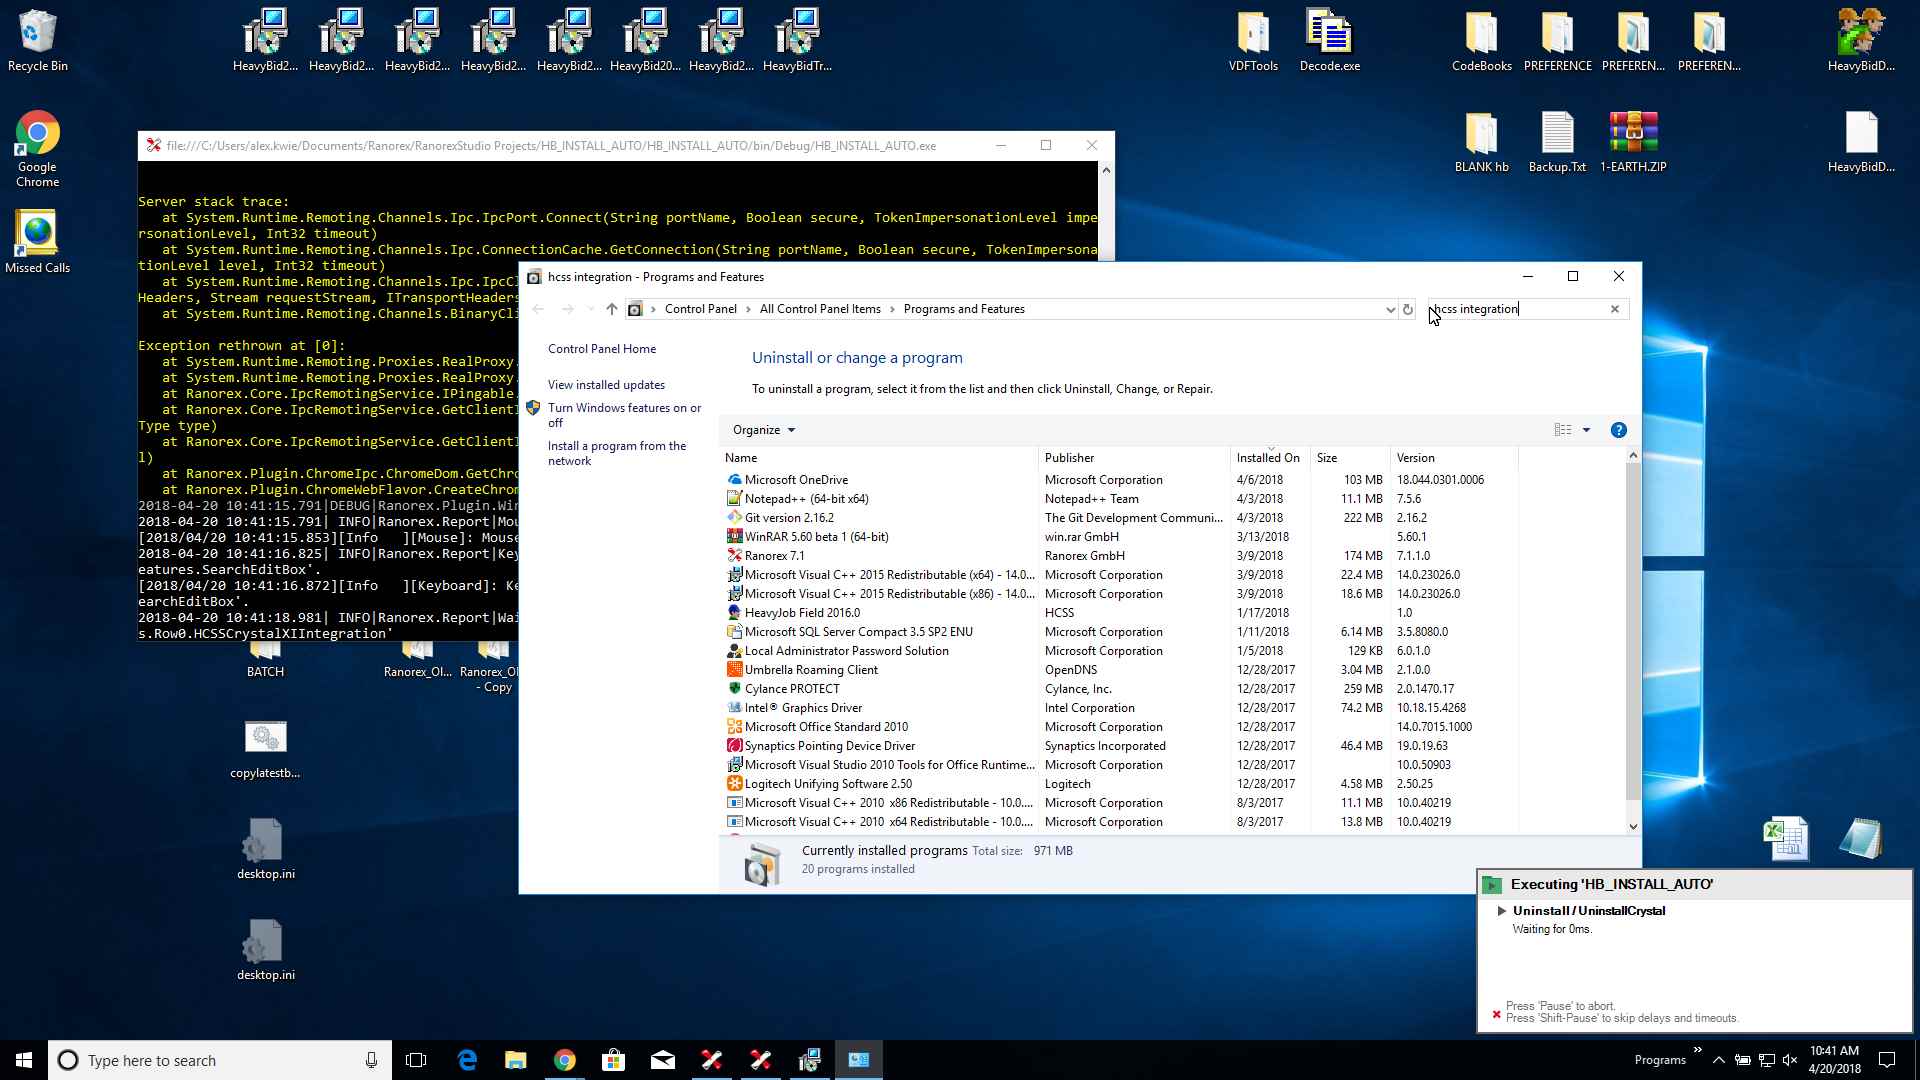 Recycle Bin
HeavyBid2...
HeavyBid2...
HeavyBid2...
HeavyBid2...
HeavyBid2...
HeavyBid20...
HeavyBid2...
HeavyBidTr...
VDFTools
Decode.exe
CodeBooks
PREFERENCE
PREFEREN...
PREFEREN...
HeavyBidD...
Google
Chrome
BLANK hb
Backup.Txt
1-EARTH.ZIP
HeavyBidD...
Missed Calls
file:///C:/Users/alex.kwie/Documents/Ranorex/RanorexStudio Projects/HB_INSTALL_AUTO/HB_INSTALL_AUTO/bin/Debug/HB_INSTALL_AUTO.exe
Server stack trace:
at System.Runtime.Remoting.Channels.Ipc.IpcPort.Connect(String portName, Boolean secure, TokenImpersonationLevel impe
rsonationLevel, Int32 timeout)
at System.Runtime.Remoting.Channels.Ipc.ConnectionCache.GetConnection(String portName, Boolean secure, TokenImpersona
tionLevel level, Int32 timeout)
at System.Runtime.Remoting.Channels.Ipc.IpcCl
Headers, Stream requestStream, ITransportHeaders
at System.Runtime.Remoting.Channels.BinaryCli
Exception rethrown at [0]:
at System.Runtime.Remoting.Proxies.RealProxy.
at System.Runtime.Remoting.Proxies.RealProxy.
at Ranorex.Core.IpcRemotingService.IPingable.
at Ranorex.Core.IpcRemotingService.GetClientI
Type type)
at Ranorex.Core.IpcRemotingService.GetClientI
l)
at Ranorex.Plugin.ChromeIpc.ChromeDom.GetChro
at Ranorex.Plugin.ChromeWebFlavor.CreateChrom
2018-04-20 10:41:15.791|DEBUG|Ranorex.Plugin.Win
2018-04-20 10:41:15.791| INFO|Ranorex.Report|Mou
[2018/04/20 10:41:15.853][Info   ][Mouse]: Mouse
2018-04-20 10:41:16.825| INFO|Ranorex.Report|Key
eatures.SearchEditBox'.
[2018/04/20 10:41:16.872][Info   ][Keyboard]: Ke
earchEditBox'.
2018-04-20 10:41:18.981| INFO|Ranorex.Report|Wai
s.Row0.HCSSCrystalXIIntegration'
hcss integration - Programs and Features
Control Panel
All Control Panel Items
Programs and Features
hcss integration
Control Panel Home
View installed updates
Turn Windows features on or
off
Install a program from the
network
Uninstall or change a program
To uninstall a program, select it from the list and then click Uninstall, Change, or Repair.
Organize
Name Publisher Installed On Size Version
Microsoft OneDrive Microsoft Corporation 4/6/2018 103 MB 18.044.0301.0006
Notepad++ (64-bit x64) Notepad++ Team 4/3/2018 11.1 MB 7.5.6
Git version 2.16.2 The Git Development Communi... 4/3/2018 222 MB 2.16.2
WinRAR 5.60 beta 1 (64-bit) win.rar GmbH 3/13/2018 5.60.1
Ranorex 7.1 Ranorex GmbH 3/9/2018 174 MB 7.1.1.0
Microsoft Visual C++ 2015 Redistributable (x64) - 14.0... Microsoft Corporation 3/9/2018 22.4 MB 14.0.23026.0
Microsoft Visual C++ 2015 Redistributable (x86) - 14.0... Microsoft Corporation 3/9/2018 18.6 MB 14.0.23026.0
HeavyJob Field 2016.0 HCSS 1/17/2018 1.0
Microsoft SQL Server Compact 3.5 SP2 ENU Microsoft Corporation 1/11/2018 6.14 MB 3.5.8080.0
Local Administrator Password Solution Microsoft Corporation 1/5/2018 129 KB 6.0.1.0
Umbrella Roaming Client OpenDNS 12/28/2017 3.04 MB 2.1.0.0
Cylance PROTECT Cylance, Inc. 12/28/2017 259 MB 2.0.1470.17
Intel® Graphics Driver Intel Corporation 12/28/2017 74.2 MB 10.18.15.4268
Microsoft Office Standard 2010 Microsoft Corporation 12/28/2017 14.0.7015.1000
Synaptics Pointing Device Driver Synaptics Incorporated 12/28/2017 46.4 MB 19.0.19.63
Microsoft Visual Studio 2010 Tools for Office Runtime... Microsoft Corporation 12/28/2017 10.0.50903
Logitech Unifying Software 2.50 Logitech 12/28/2017 4.58 MB 2.50.25
Microsoft Visual C++ 2010  x86 Redistributable - 10.0.... Microsoft Corporation 8/3/2017 11.1 MB 10.0.40219
Microsoft Visual C++ 2010  x64 Redistributable - 10.0.... Microsoft Corporation 8/3/2017 13.8 MB 10.0.40219
Currently installed programs Total size: 971 MB
20 programs installed
BATCH
Ranorex_Ol...
Ranorex_Ol
- Copy
copylatestb...
desktop.ini
desktop.ini
Executing 'HB_INSTALL_AUTO'
Uninstall / UninstallCrystal
Waiting for 0ms.
Press 'Pause' to abort.
Press 'Shift-Pause' to skip delays and timeouts.
Type here to search
Programs
10:41 AM
4/20/2018